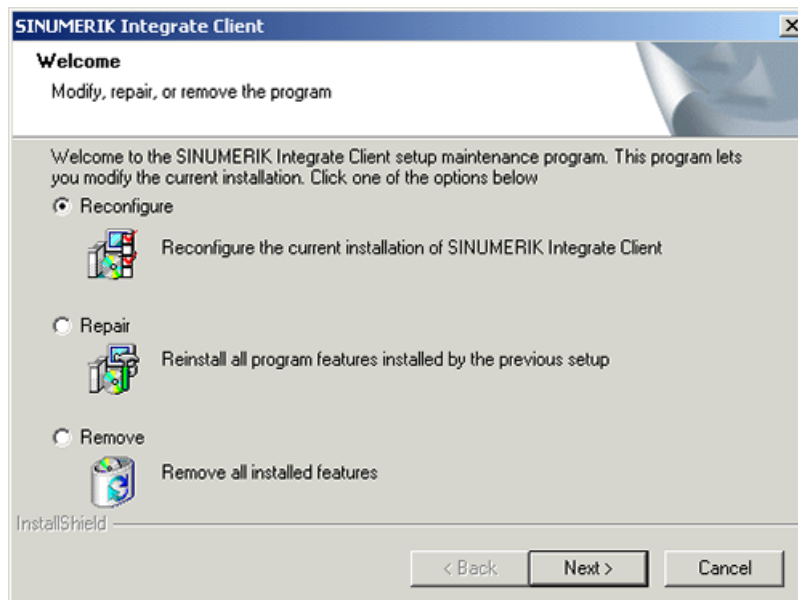 SINUMERIK Integrate Client
Welcome
Modify, repair, or remove the program
Welcome to the SINUMERIK Integrate Client setup maintenance program. This program lets
you modify the current installation. Click one of the options below
Reconfigure
Reconfigure the current installation of SINUMERIK Integrate Client
Repair
Reinstall all program features installed by the previous setup
Remove
Remove all installed features
InstallShield
< Back Next > Cancel